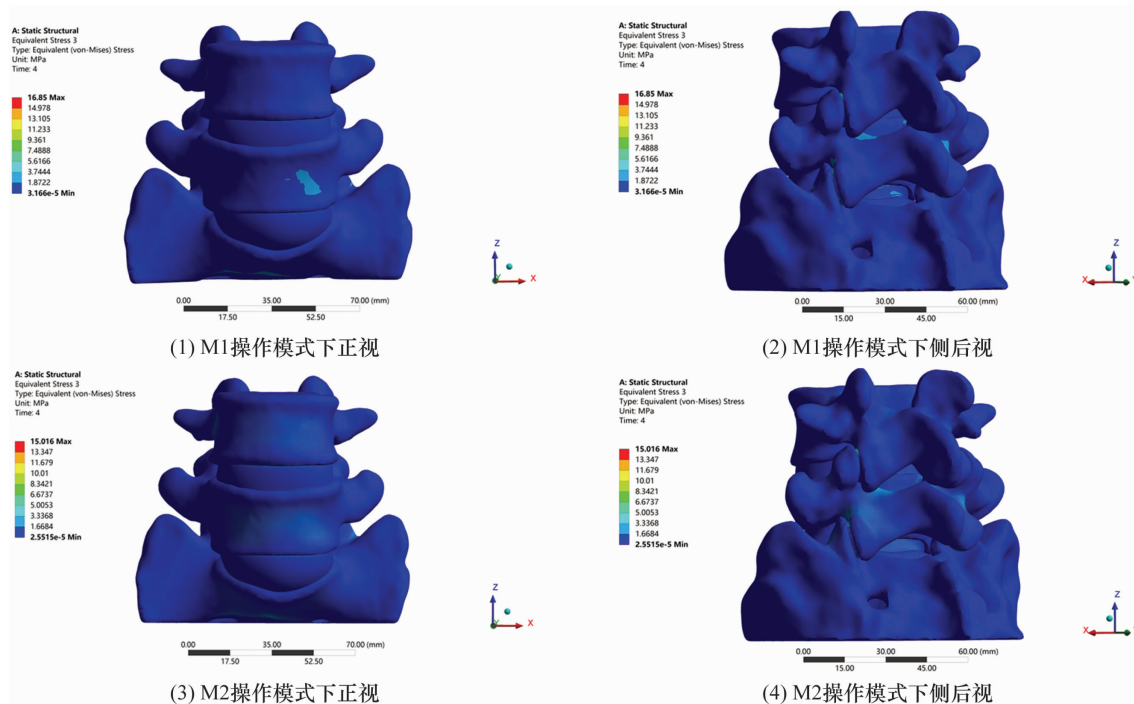 A: Static Structural
Equivalent Stress 3
Type: Equivalent (von-Mises) Stress
Unit: MPa
Time: 4
16.85 Max
14.978
13.105
11.233
9.361
7.4888
5.6166
3.7444
1.8722
3.166e-5 Min
Z
X
0.00 35.00 70.00 (mm)
17.50 52.50
(1) M1操作模式下正视
A: Static Structural
Equivalent Stress 3
Type: Equivalent (von-Mises) Stress
Unit: MPa
Time: 4
16.85 Max
14.978
13.105
11.233
9.361
7.4888
5.6166
3.7444
1.8722
3.166e-5 Min
Z
X
0.00 30.00 60.00 (mm)
15.00 45.00
(2) M1操作模式下侧后视
A: Static Structural
Equivalent Stress 3
Type: Equivalent (von-Mises) Stress
Unit: MPa
Time: 4
15.016 Max
13.347
11.679
10.01
8.3421
6.6737
5.0053
3.3368
1.6684
2.5515e-5 Min
Z
X
0.00 35.00 70.00 (mm)
17.50 52.50
(3) M2操作模式下正视
A: Static Structural
Equivalent Stress 3
Type: Equivalent (von-Mises) Stress
Unit: MPa
Time: 4
15.016 Max
13.347
11.679
10.01
8.3421
6.6737
5.0053
3.3368
1.6684
2.5515e-5 Min
Z
X
0.00 30.00 60.00 (mm)
15.00 45.00
(4) M2操作模式下侧后视